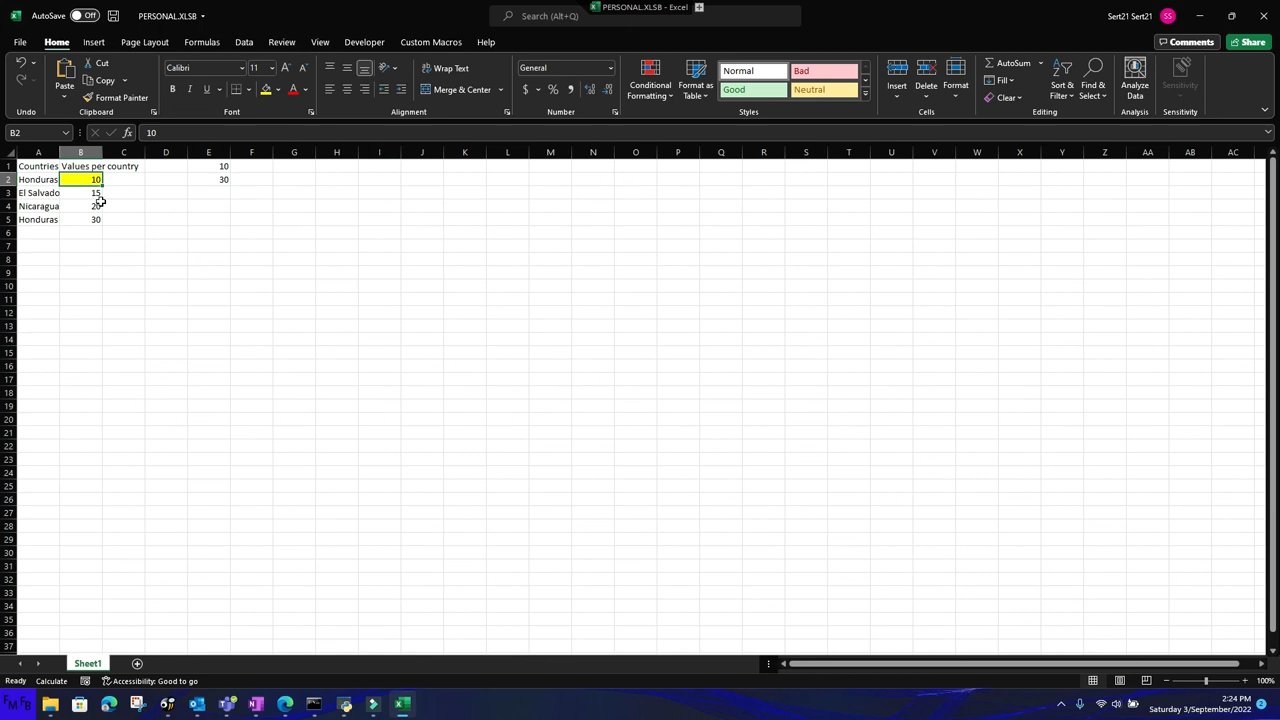 AutoSave Off PERSONAL.XLSB Search (Alt+Q) PERSONAL.XLSB - Excel Sert21 Sert21 SS
File Home Insert Page Layout Formulas Data Review View Developer Custom Macros Help Comments Share
Cut Calibri 11 Wrap Text General Normal Bad AutoSum
Copy Fill
Paste Format Painter Merge & Center Conditional Formatting Format as Table Good Neutral Insert Delete Format Clear Sort & Filter Find & Select Analyze Data Sensitivity
Undo Clipboard Font Alignment Number Styles Cells Editing Analysis Sensitivity
B2 fx 10
A B C D E F G H I J K L M N O P Q R S T U V W X Y Z AA AB AC
1 Countries Values per country 10
2 Honduras 10 30
3 El Salvado 15
4 Nicaragua
5 Honduras 30
6
7
8
9
10
11
12
13
14
15
16
17
18
19
20
21
22
23
24
25
26
27
28
29
30
31
32
33
34
35
36
37
Sheet1
Ready Calculate Accessibility: Good to go 100%
FM FB 2:24 PM
Saturday 3/September/2022 2